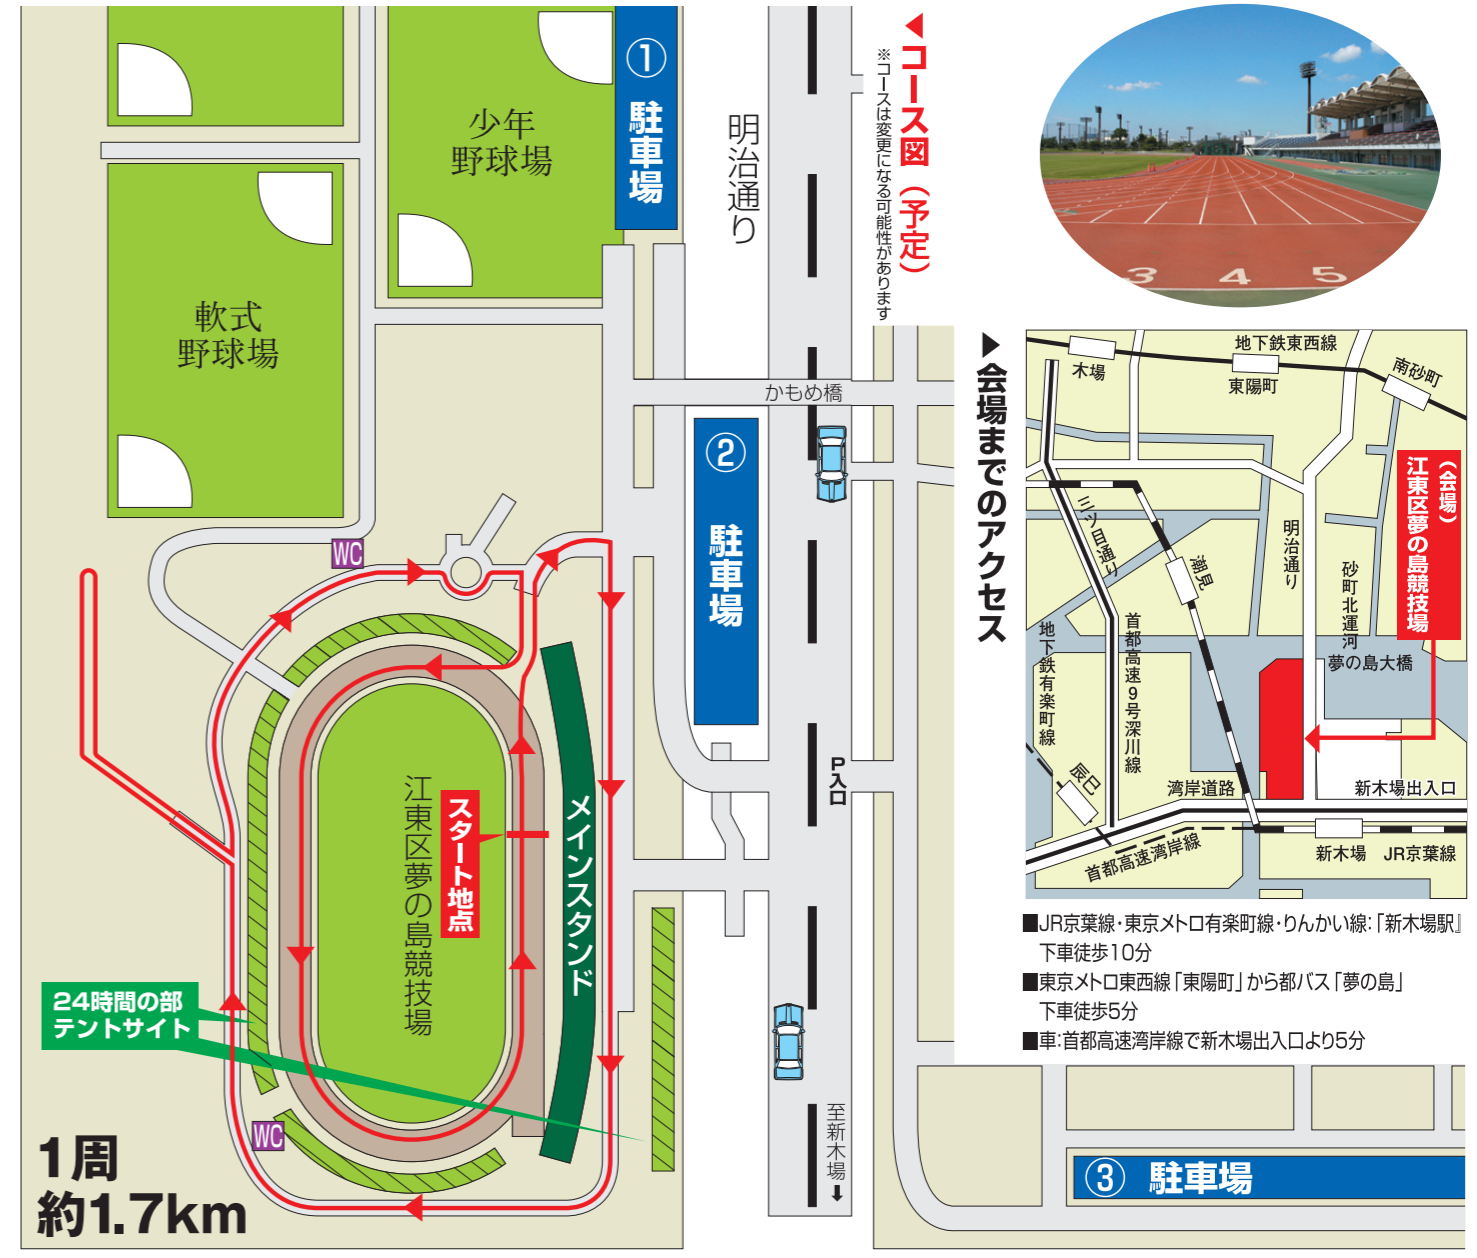 ◀コース図（予定）
※コースは変更になる可能性があります
① 駐車場
明治通り
少年
野球場
軟式
野球場
かもめ橋
② 駐車場
WC
P入口
メインスタンド
スタート地点
江東区夢の島競技場
24時間の部
テントサイト
WC
1周
約1.7km
至新木場➡
③ 駐車場
3 4 5
▶会場までのアクセス
地下鉄東西線
木場
東陽町
南砂町
（会場）
江東区夢の島競技場
三ツ目通り
潮見
明治通り
砂町北運河
首都高速9号深川線
地下鉄有楽町線
夢の島大橋
辰巳
湾岸道路
新木場出入口
首都高速湾岸線
新木場
JR京葉線
■JR京葉線・東京メトロ有楽町線・りんかい線：「新木場駅』
下車徒歩10分
■東京メトロ東西線「東陽町」から都バス「夢の島」
下車徒歩5分
■車：首都高速湾岸線で新木場出入口より5分